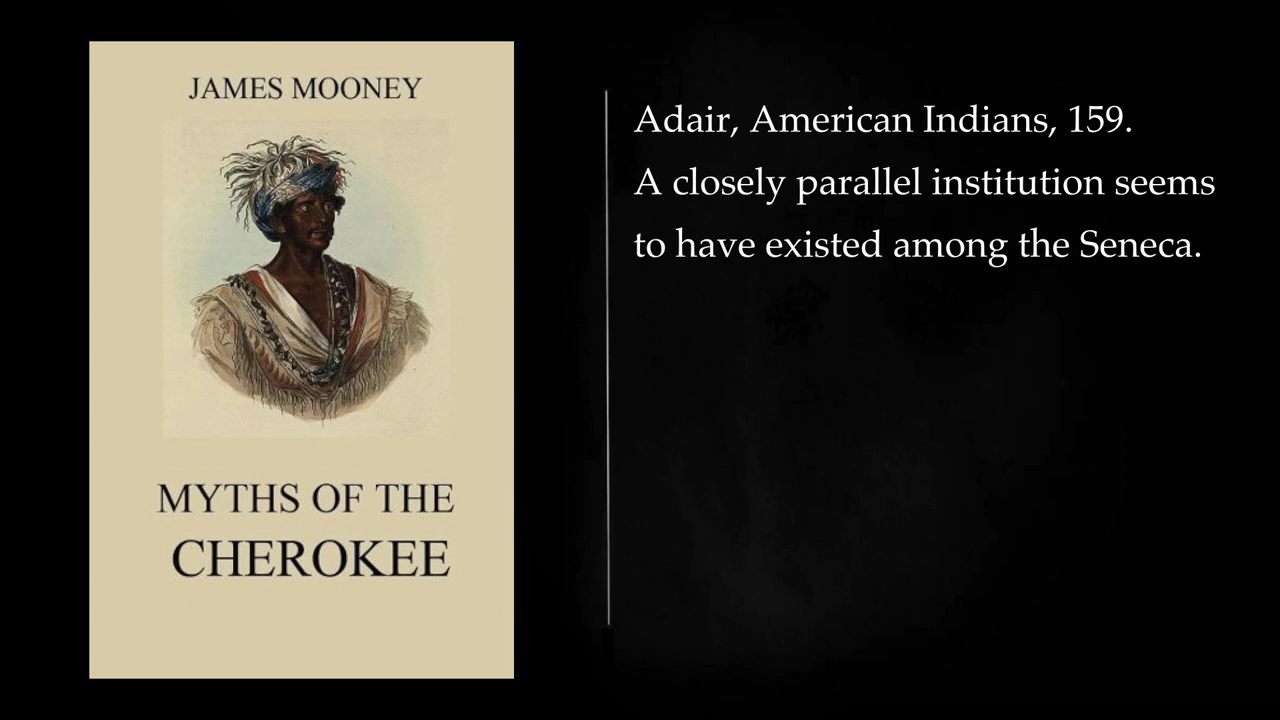 JAMES MOONEY
MYTHS OF THE
CHEROKEE
Adair, American Indians, 159.
A closely parallel institution seems
to have existed among the Seneca.